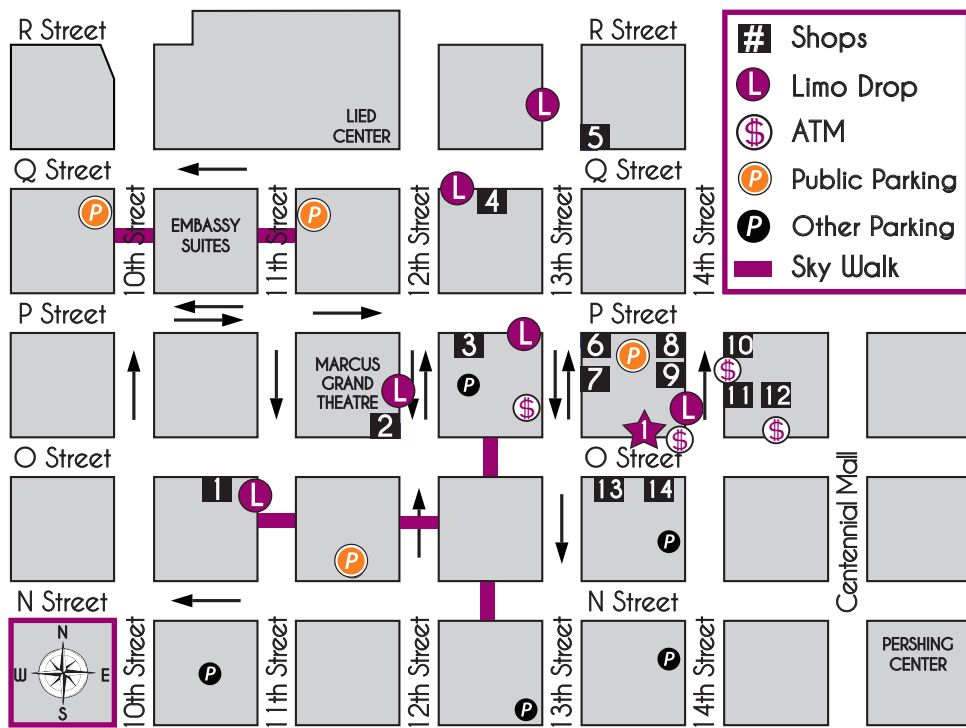 R Street
R Street
#
Shops
L
Limo Drop
$
ATM
P
Public Parking
P
Other Parking
Sky Walk
LIED
CENTER
L
5
Q Street
Q Street
P
10th Street
EMBASSY
SUITES
11th Street
P
12th Street
L
4
13th Street
14th Street
P Street
P Street
MARCUS
GRAND
THEATRE
L
2
3
L
P
$
6
P
8
7
9
L
1
$
10
$
11
12
$
O Street
O Street
1
L
P
13
14
P
Centennial Mall
N Street
N Street
N
W
E
S
10th Street
P
11th Street
12th Street
P
13th Street
P
14th Street
PERSHING
CENTER